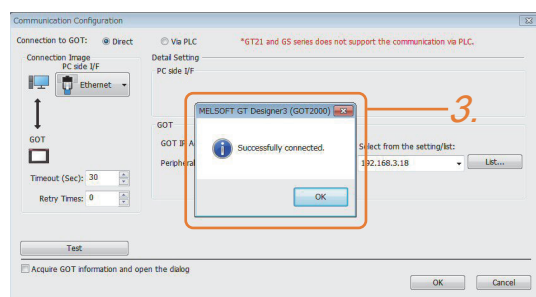 Communication Configuration
Connection to GOT: Direct Via PLC *GT21 and GS series does not support the communication via PLC.
Connection Image
PC side I/F
Ethernet
GOT
Timeout (Sec): 30
Retry Times: 0
Detail Setting
PC side I/F
MELSOFT GT Designer3 (GOT2000)
3.
Successfully connected.
OK
GOT
GOT IP A
Peripheral
Select from the setting/list:
192.168.3.18 List...
Test
Acquire GOT information and open the dialog
OK Cancel